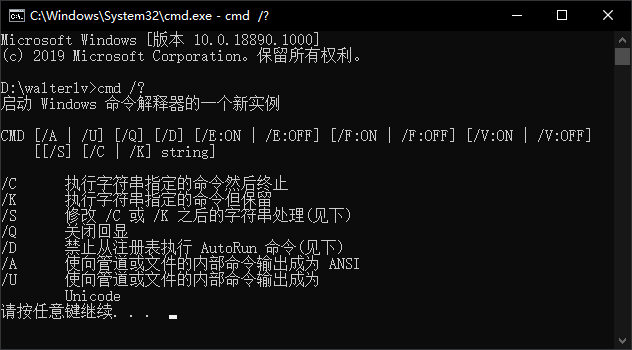 C:\Windows\System32\cmd.exe - cmd /?
Microsoft Windows [版本 10.0.18890.1000]
(c) 2019 Microsoft Corporation。保留所有权利。
D:\walterlv>cmd /?
启动 Windows 命令解释器的一个新实例
CMD [/A | /U] [/Q] [/D] [/E:ON | /E:OFF] [/F:ON | /F:OFF] [/V:ON | /V:OFF]
[[/S] [/C | /K] string]
/C 执行字符串指定的命令然后终止
/K 执行字符串指定的命令但保留
/S 修改 /C 或 /K 之后的字符串处理(见下)
/Q 关闭回显
/D 禁止从注册表执行 AutoRun 命令(见下)
/A 使向管道或文件的内部命令输出成为 ANSI
/U 使向管道或文件的内部命令输出成为
Unicode
请按任意键继续. . .